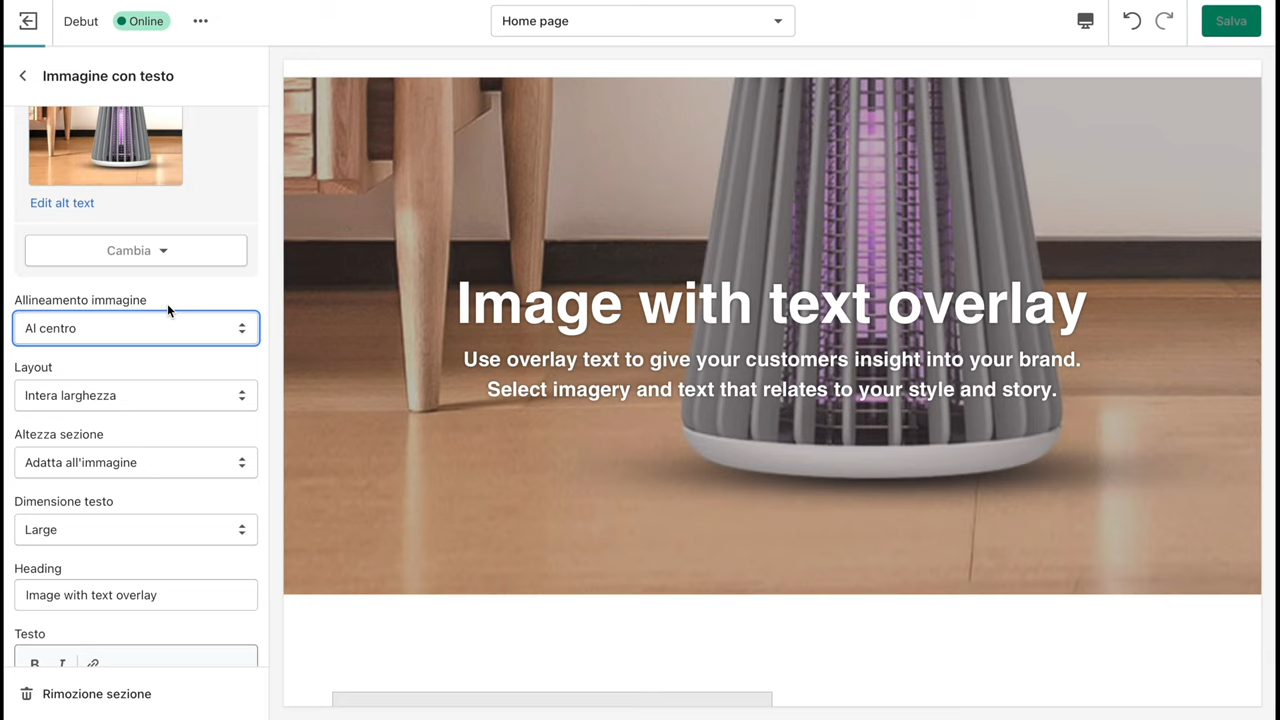 Debut
Online
Home page
Salva
Immagine con testo
Edit alt text
Cambia
Allineamento immagine
Al centro
Layout
Intera larghezza
Altezza sezione
Adatta all'immagine
Dimensione testo
Large
Heading
Image with text overlay
Testo
B I
Rimozione sezione
Image with text overlay
Use overlay text to give your customers insight into your brand.
Select imagery and text that relates to your style and story.